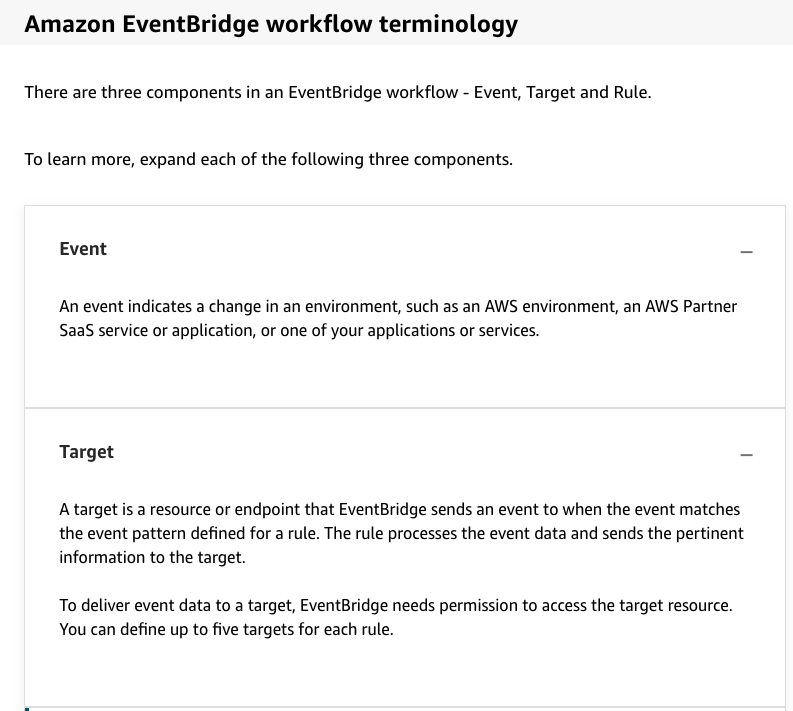 Amazon EventBridge workflow terminology
There are three components in an EventBridge workflow - Event, Target and Rule.
To learn more, expand each of the following three components.
Event
An event indicates a change in an environment, such as an AWS environment, an AWS Partner
SaaS service or application, or one of your applications or services.
Target
A target is a resource or endpoint that EventBridge sends an event to when the event matches
the event pattern defined for a rule. The rule processes the event data and sends the pertinent
information to the target.
To deliver event data to a target, EventBridge needs permission to access the target resource.
You can define up to five targets for each rule.